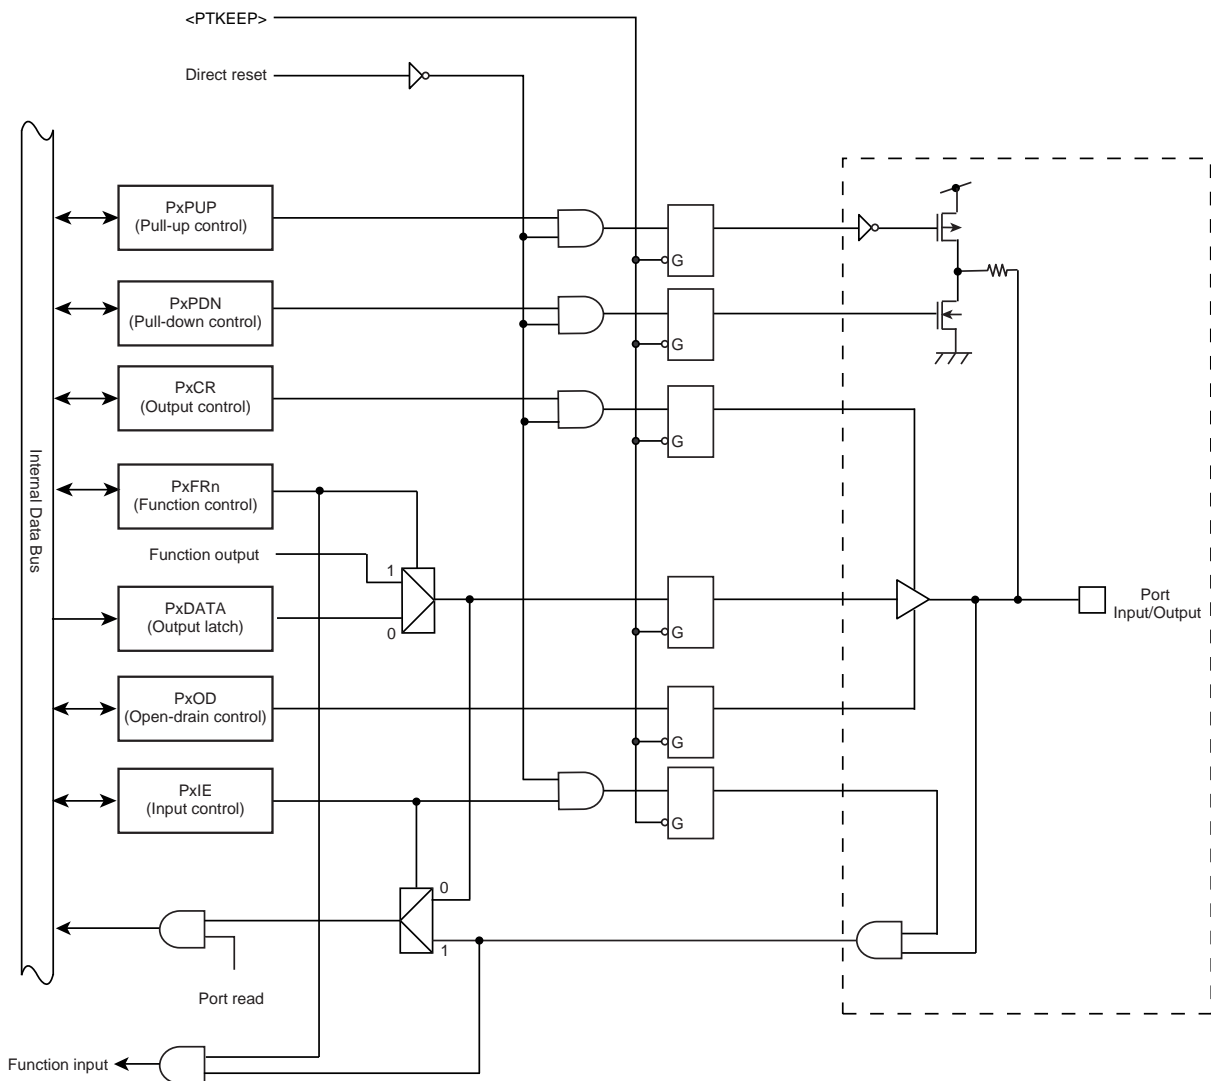 <PTKEEP>
Direct reset
PxPUP
(Pull-up control)
G
PxPDN
(Pull-down control)
G
PxCR
(Output control)
G
Internal Data Bus
PxFRn
(Function control)
Function output
1
PxDATA
(Output latch)
0
G
Port
Input/Output
PxOD
(Open-drain control)
G
PxIE
(Input control)
G
0
1
Port read
Function input